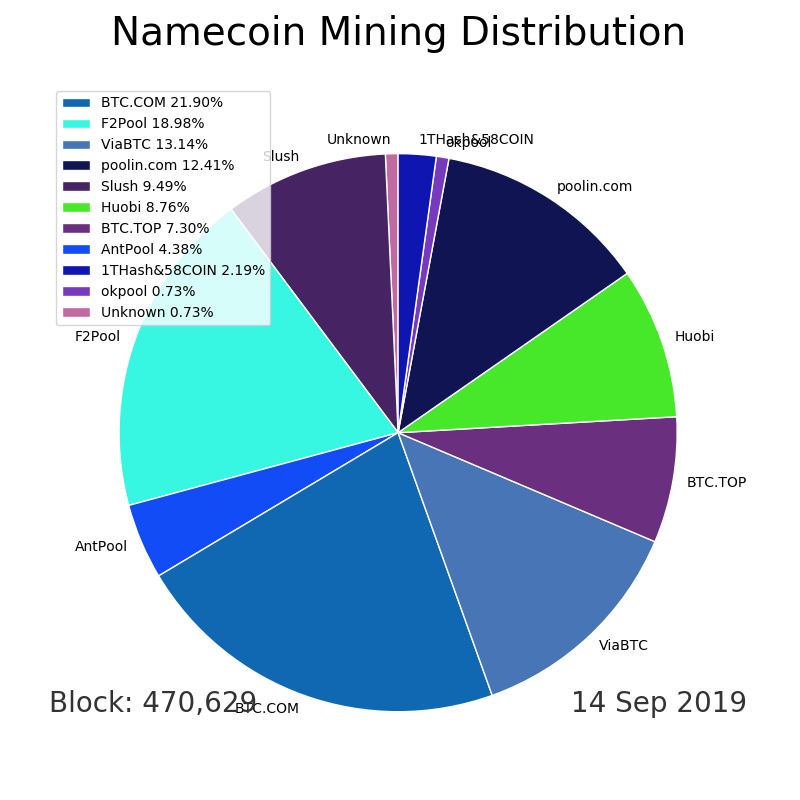 Namecoin Mining Distribution
BTC.COM 21.90%
F2Pool 18.98%
ViaBTC 13.14%
poolin.com 12.41%
Slush 9.49%
Huobi 8.76%
BTC.TOP 7.30%
AntPool 4.38%
1THash&58COIN 2.19%
okpool 0.73%
Unknown 0.73%
Unknown
1THash&58COIN
okpool
Slush
poolin.com
F2Pool
Huobi
BTC.TOP
AntPool
ViaBTC
BTC.COM
Block: 470,629
14 Sep 2019